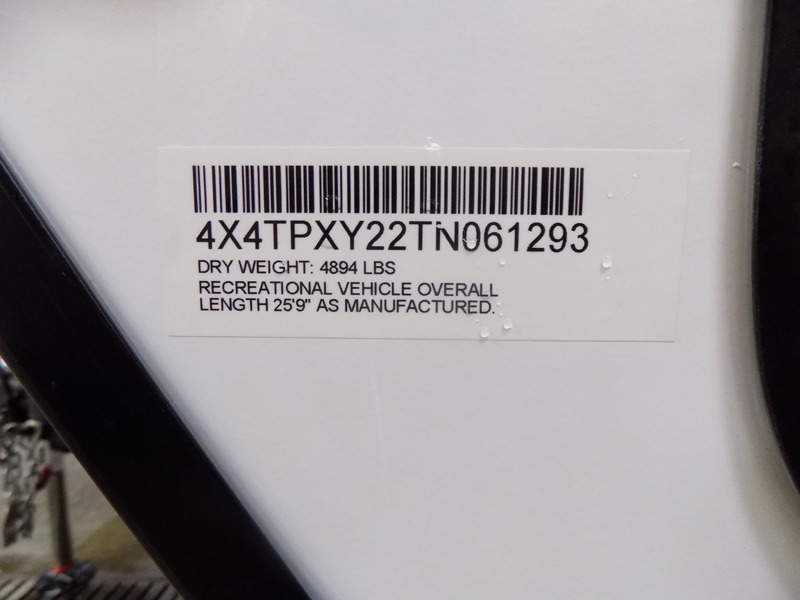 4X4TPXY22TN061293
DRY WEIGHT: 4894 LBS
RECREATIONAL VEHICLE OVERALL
LENGTH 25'9" AS MANUFACTURED.